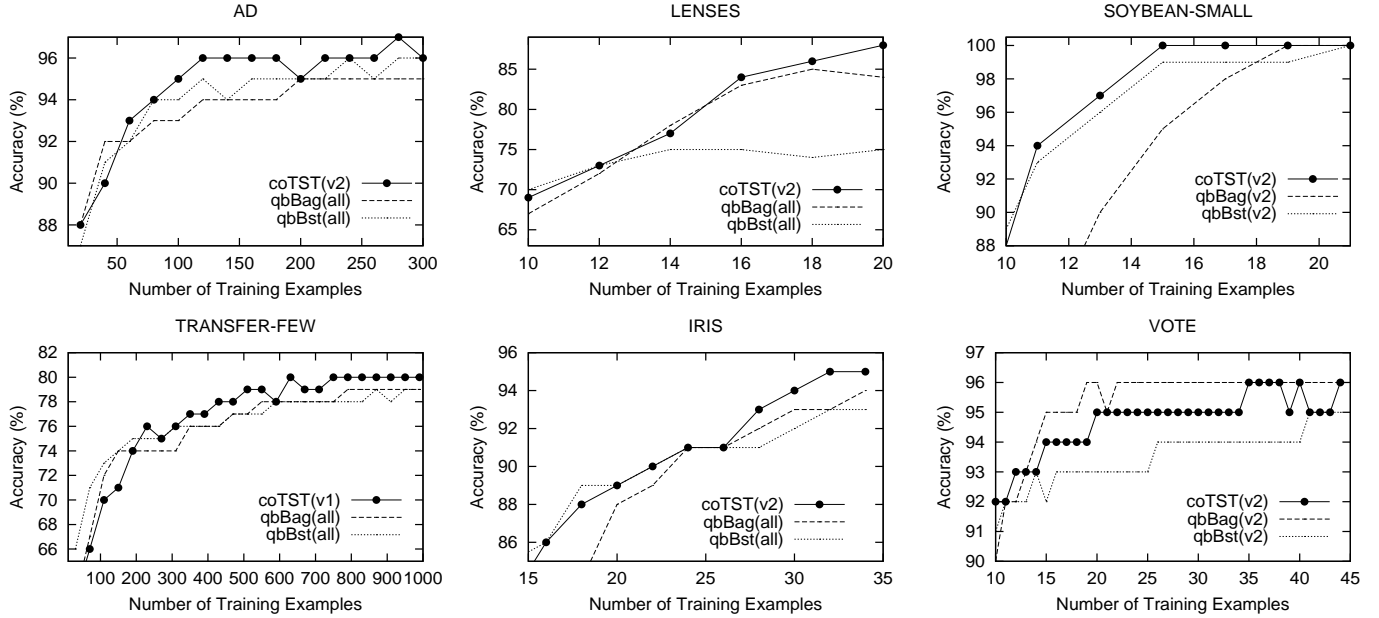 AD
Accuracy (%)
96
94
92
90
88
coTST(v2)
qbBag(all)
qbBst(all)
50 100 150 200 250 300
Number of Training Examples
LENSES
Accuracy (%)
85
80
75
70
65
coTST(v2)
qbBag(all)
qbBst(all)
10 12 14 16 18 20
Number of Training Examples
SOYBEAN-SMALL
Accuracy (%)
100
98
96
94
92
90
88
coTST(v2)
qbBag(v2)
qbBst(v2)
10 12 14 16 18 20
Number of Training Examples
TRANSFER-FEW
Accuracy (%)
82
80
78
76
74
72
70
68
66
coTST(v1)
qbBag(all)
qbBst(all)
100 200 300 400 500 600 700 800 900 1000
Number of Training Examples
IRIS
Accuracy (%)
96
94
92
90
88
86
coTST(v2)
qbBag(all)
qbBst(all)
15 20 25 30 35
Number of Training Examples
VOTE
Accuracy (%)
97
96
95
94
93
92
91
90
coTST(v2)
qbBag(v2)
qbBst(v2)
10 15 20 25 30 35 40 45
Number of Training Examples